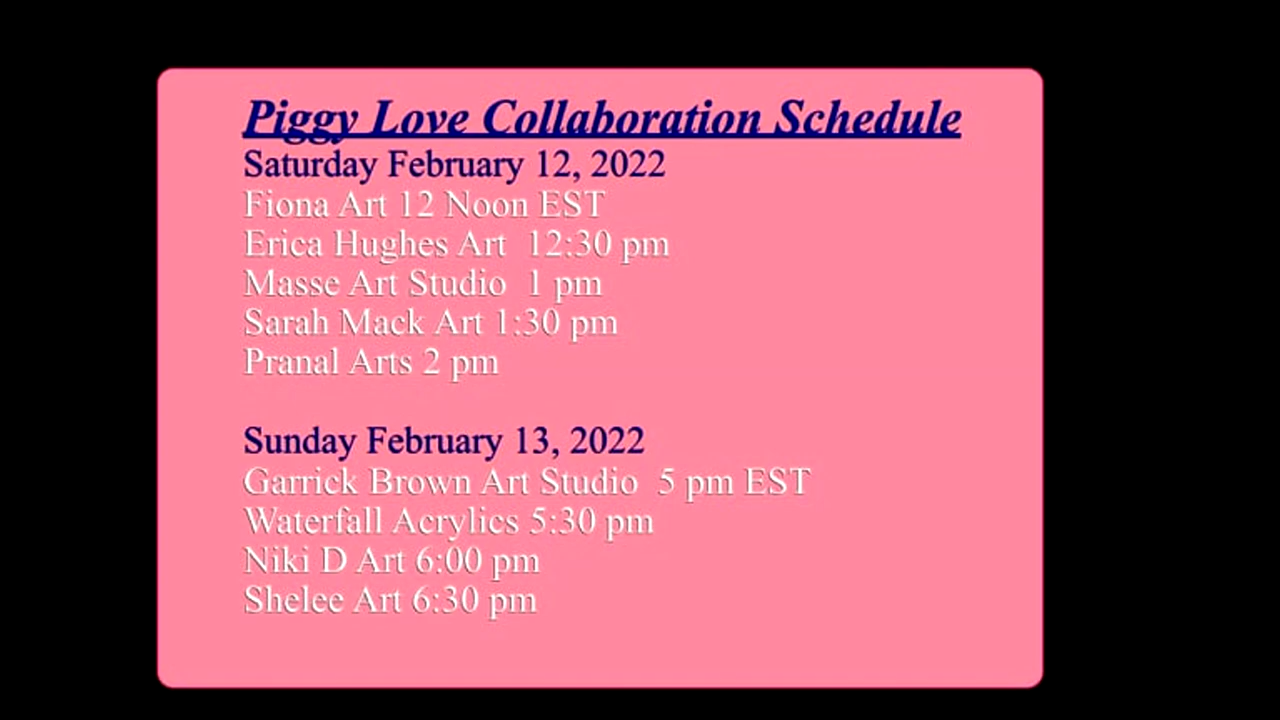 Piggy Love Collaboration Schedule
Saturday February 12, 2022
Fiona Art 12 Noon EST
Erica Hughes Art 12:30 pm
Masse Art Studio 1 pm
Sarah Mack Art 1:30 pm
Pranal Arts 2 pm
Sunday February 13, 2022
Garrick Brown Art Studio 5 pm EST
Waterfall Acrylics 5:30 pm
Niki D Art 6:00 pm
Shelee Art 6:30 pm